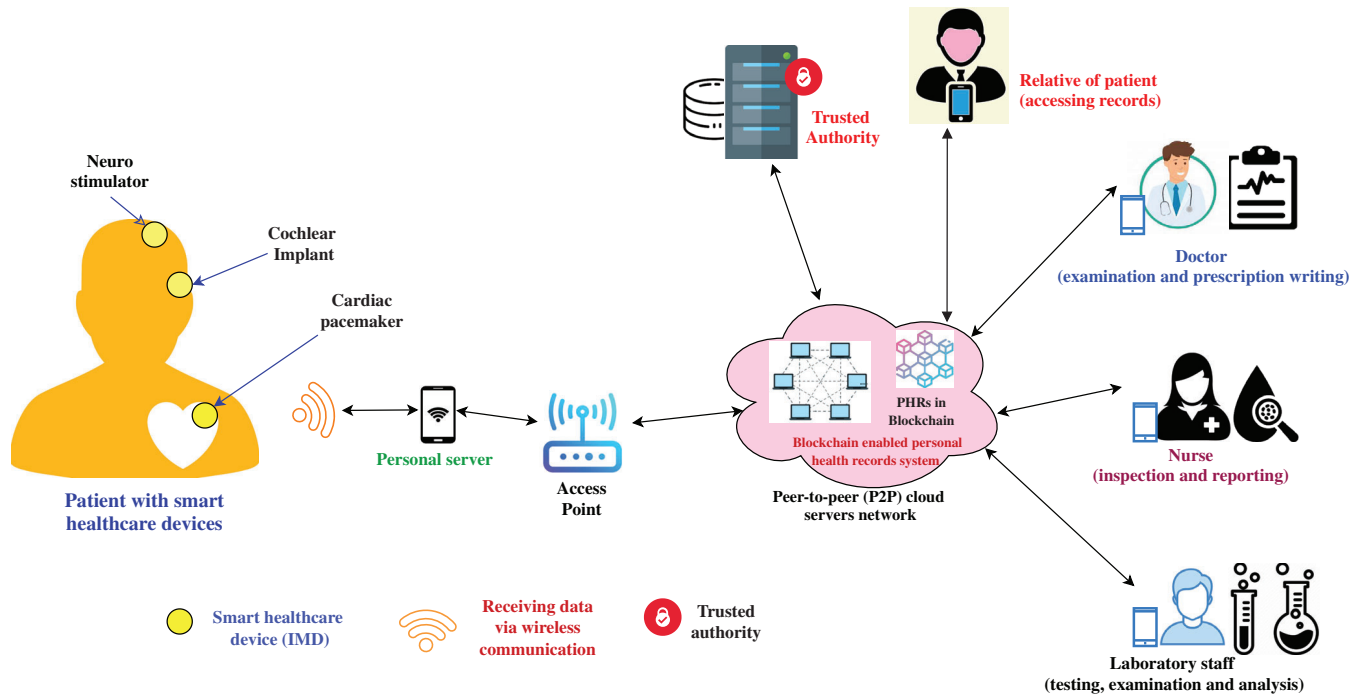 Neuro
stimulator
Cochlear
Implant
Cardiac
pacemaker
Patient with smart
healthcare devices
Personal server
Access
Point
Trusted
Authority
Relative of patient
(accessing records)
PHRs in
Blockchain
Blockchain enabled personal
health records system
Peer-to-peer (P2P) cloud
servers network
Doctor
(examination and prescription writing)
Nurse
(inspection and reporting)
Laboratory staff
(testing, examination and analysis)
Smart healthcare
device (IMD)
Receiving data
via wireless
communication
Trusted
authority